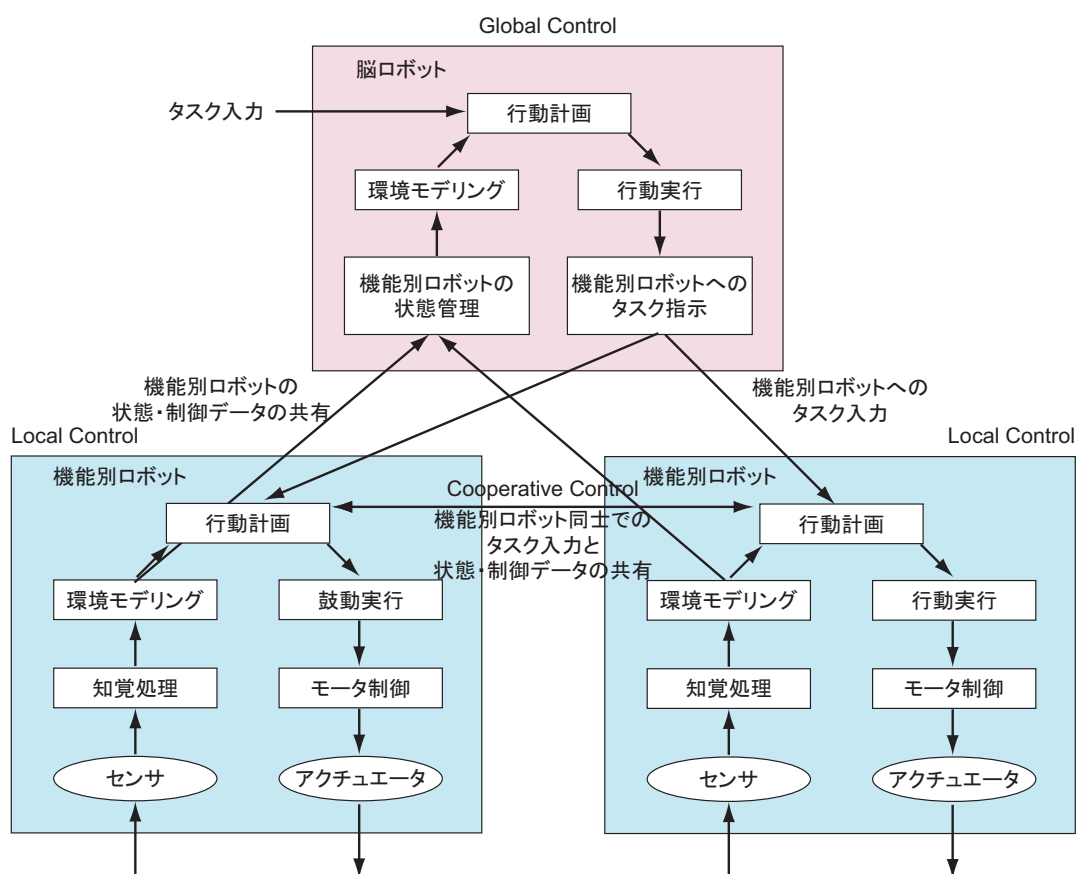 Global Control
脳ロボット
タスク入力
行動計画
環境モデリング
行動実行
機能別ロボットの
状態管理
機能別ロボットへの
タスク指示
機能別ロボットの
状態・制御データの共有
機能別ロボットへの
タスク入力
Local Control
機能別ロボット
行動計画
環境モデリング
鼓動実行
知覚処理
モータ制御
センサ
アクチュエータ
Cooperative Control
機能別ロボット同士での
タスク入力と
状態・制御データの共有
Local Control
機能別ロボット
行動計画
環境モデリング
行動実行
知覚処理
モータ制御
センサ
アクチュエータ